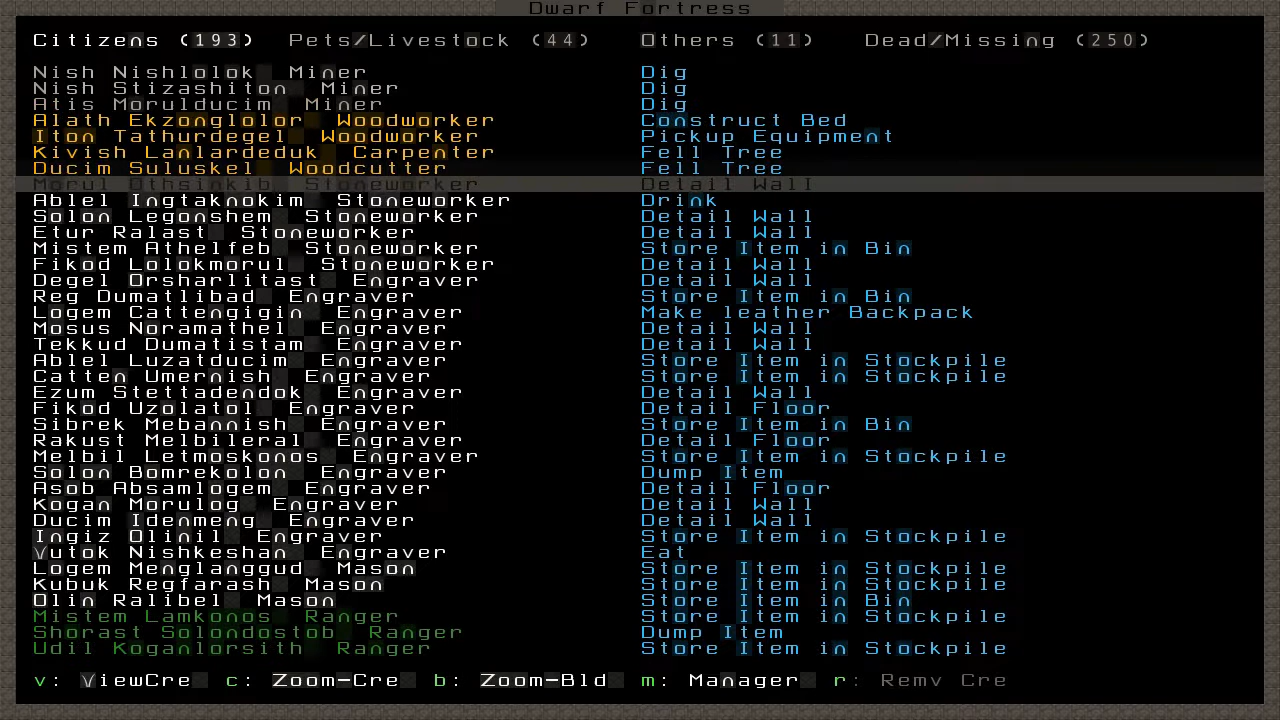 Dwarf Fortress
Citizens (193) Pets/Livestock (44) Others (11) Dead/Missing (250)
Nish Nishlolok Miner Dig
Nish Stizashiton Miner Dig
Atis Morulducim Miner Dig
Alath Ekzonglolor Woodworker Construct Bed
Iton Tathurdegel Woodworker Pickup Equipment
Kivish Lanlardeduk Carpenter Fell Tree
Ducim Suluskel Woodcutter Fell Tree
Morul Othsinkib Stoneworker Detail Wall
Ablel Ingtaknokim Stoneworker Drink
Solon Legonshem Stoneworker Detail Wall
Etur Ralast Stoneworker Detail Wall
Mistem Athelfeb Stoneworker Store Item in Bin
Fikod Lolokmorul Stoneworker Detail Wall
Degel Orsharlitast Engraver Detail Wall
Reg Dumatlibad Engraver Store Item in Bin
Logem Cattengigin Engraver Make leather Backpack
Mosus Noramathel Engraver Detail Wall
Tekkud Dumatistam Engraver Detail Wall
Ablel Luzatducim Engraver Store Item in Stockpile
Catten Umernish Engraver Store Item in Stockpile
Ezum Stettadendok Engraver Detail Wall
Fikod Uzolatol Engraver Detail Floor
Sibrek Mebannish Engraver Store Item in Bin
Rakust Melbileral Engraver Detail Floor
Melbil Letmoskonos Engraver Store Item in Stockpile
Solon Bomrekolon Engraver Dump Item
Asob Absamlogem Engraver Detail Floor
Kogan Morulog Engraver Detail Wall
Ducim Idenmeng Engraver Detail Wall
Ingiz Olinil Engraver Store Item in Stockpile
Vutok Nishkeshan Engraver Eat
Logem Menglanggud Mason Store Item in Stockpile
Kubuk Regfarash Mason Store Item in Stockpile
Olin Ralibel Mason Store Item in Bin
Mistem Lamkonos Ranger Store Item in Stockpile
Shorast Solondostob Ranger Dump Item
Udil Koganlorsith Ranger Store Item in Stockpile
v: ViewCre c: Zoom-Cre b: Zoom-Bld m: Manager r: Remv Cre